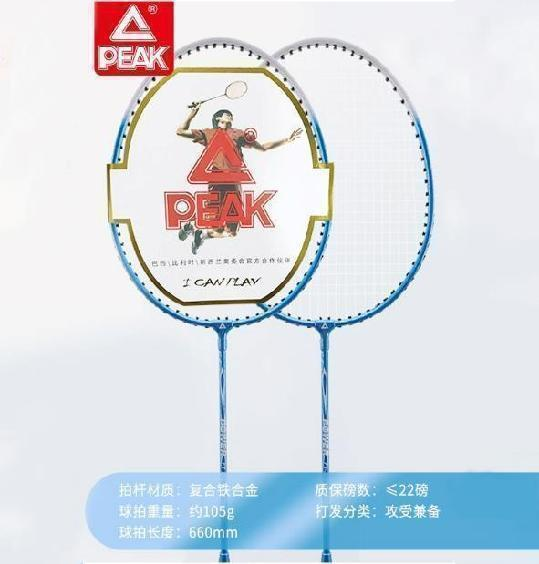 PEAK®
®
PEAK
I CAN PLAY
POWER
拍杆材质：复合铁合金
质保磅数：≤22磅
球拍重量：约105g
打发分类：攻受兼备
球拍长度：660mm